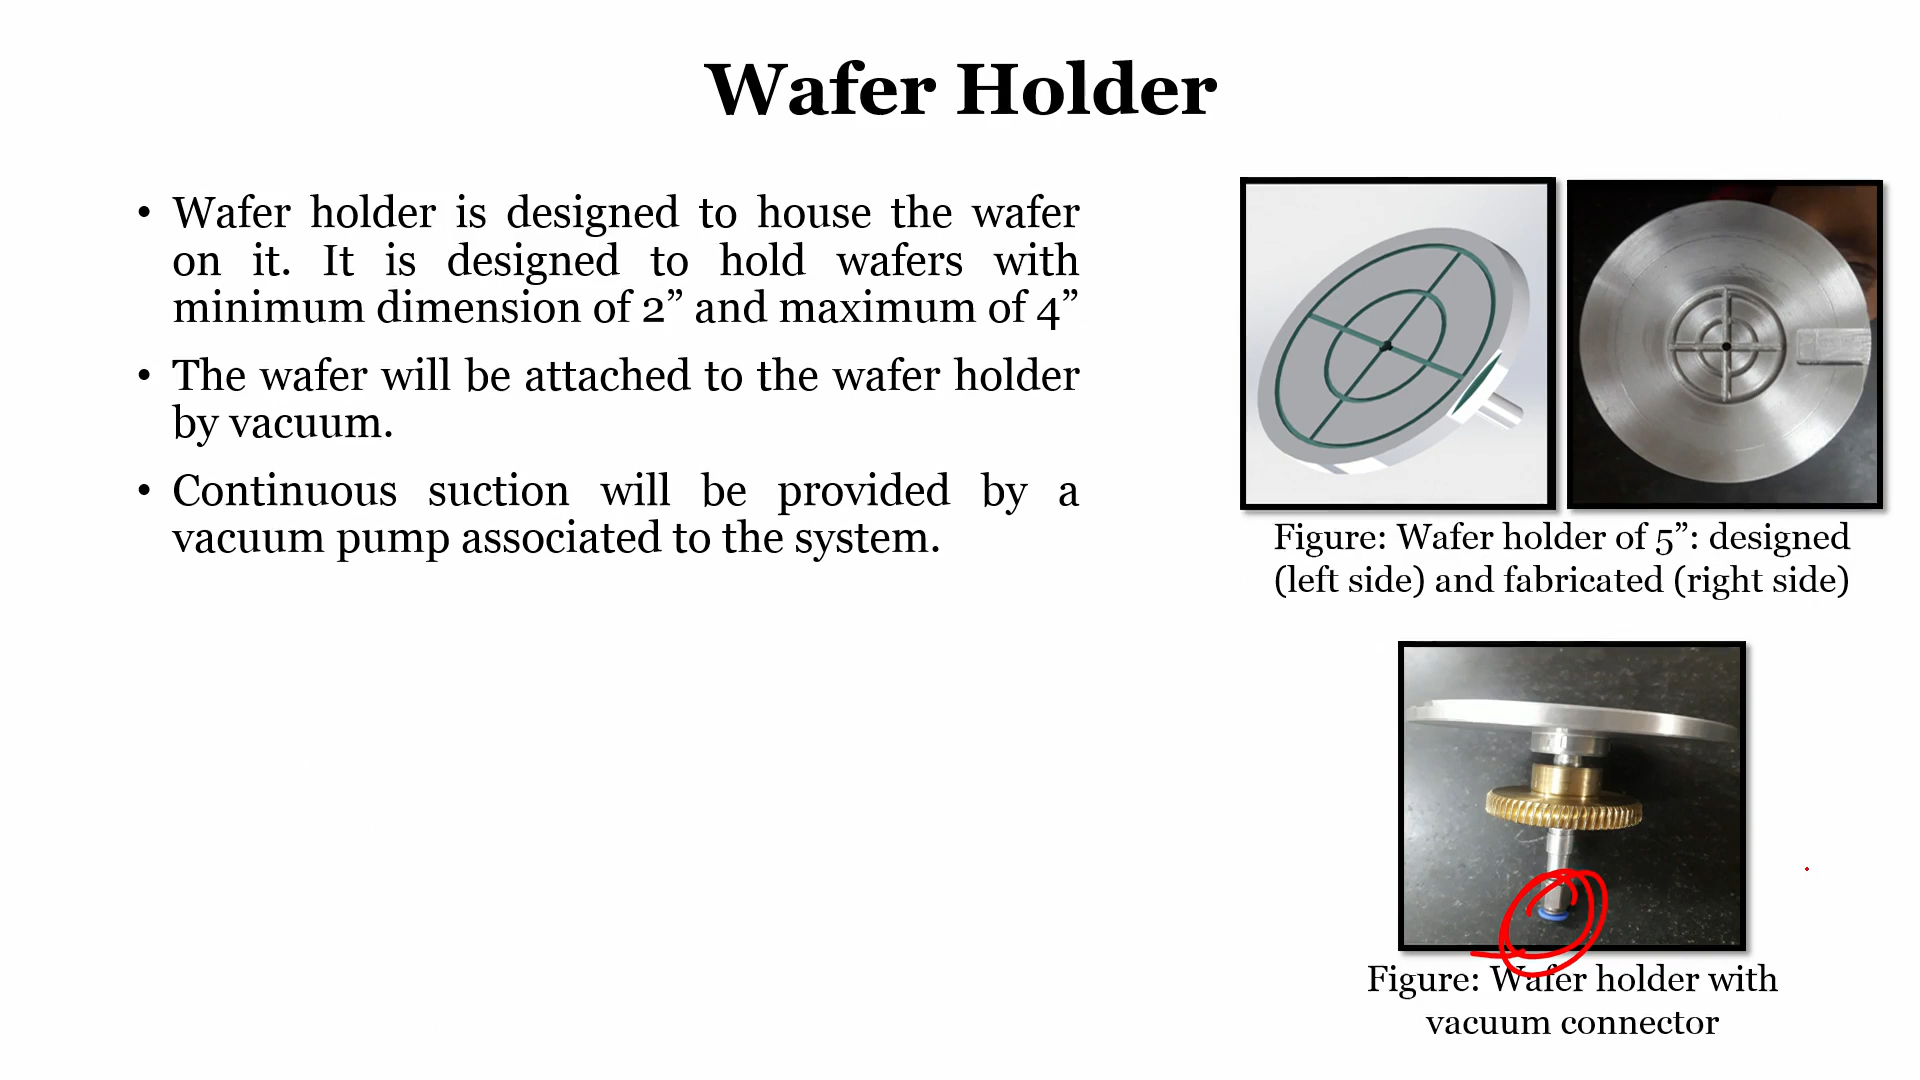 Wafer Holder
• Wafer holder is designed to house the wafer
on it. It is designed to hold wafers with
minimum dimension of 2” and maximum of 4”
• The wafer will be attached to the wafer holder
by vacuum.
• Continuous suction will be provided by a
vacuum pump associated to the system.
Figure: Wafer holder of 5”: designed
(left side) and fabricated (right side)
Figure: Wafer holder with
vacuum connector